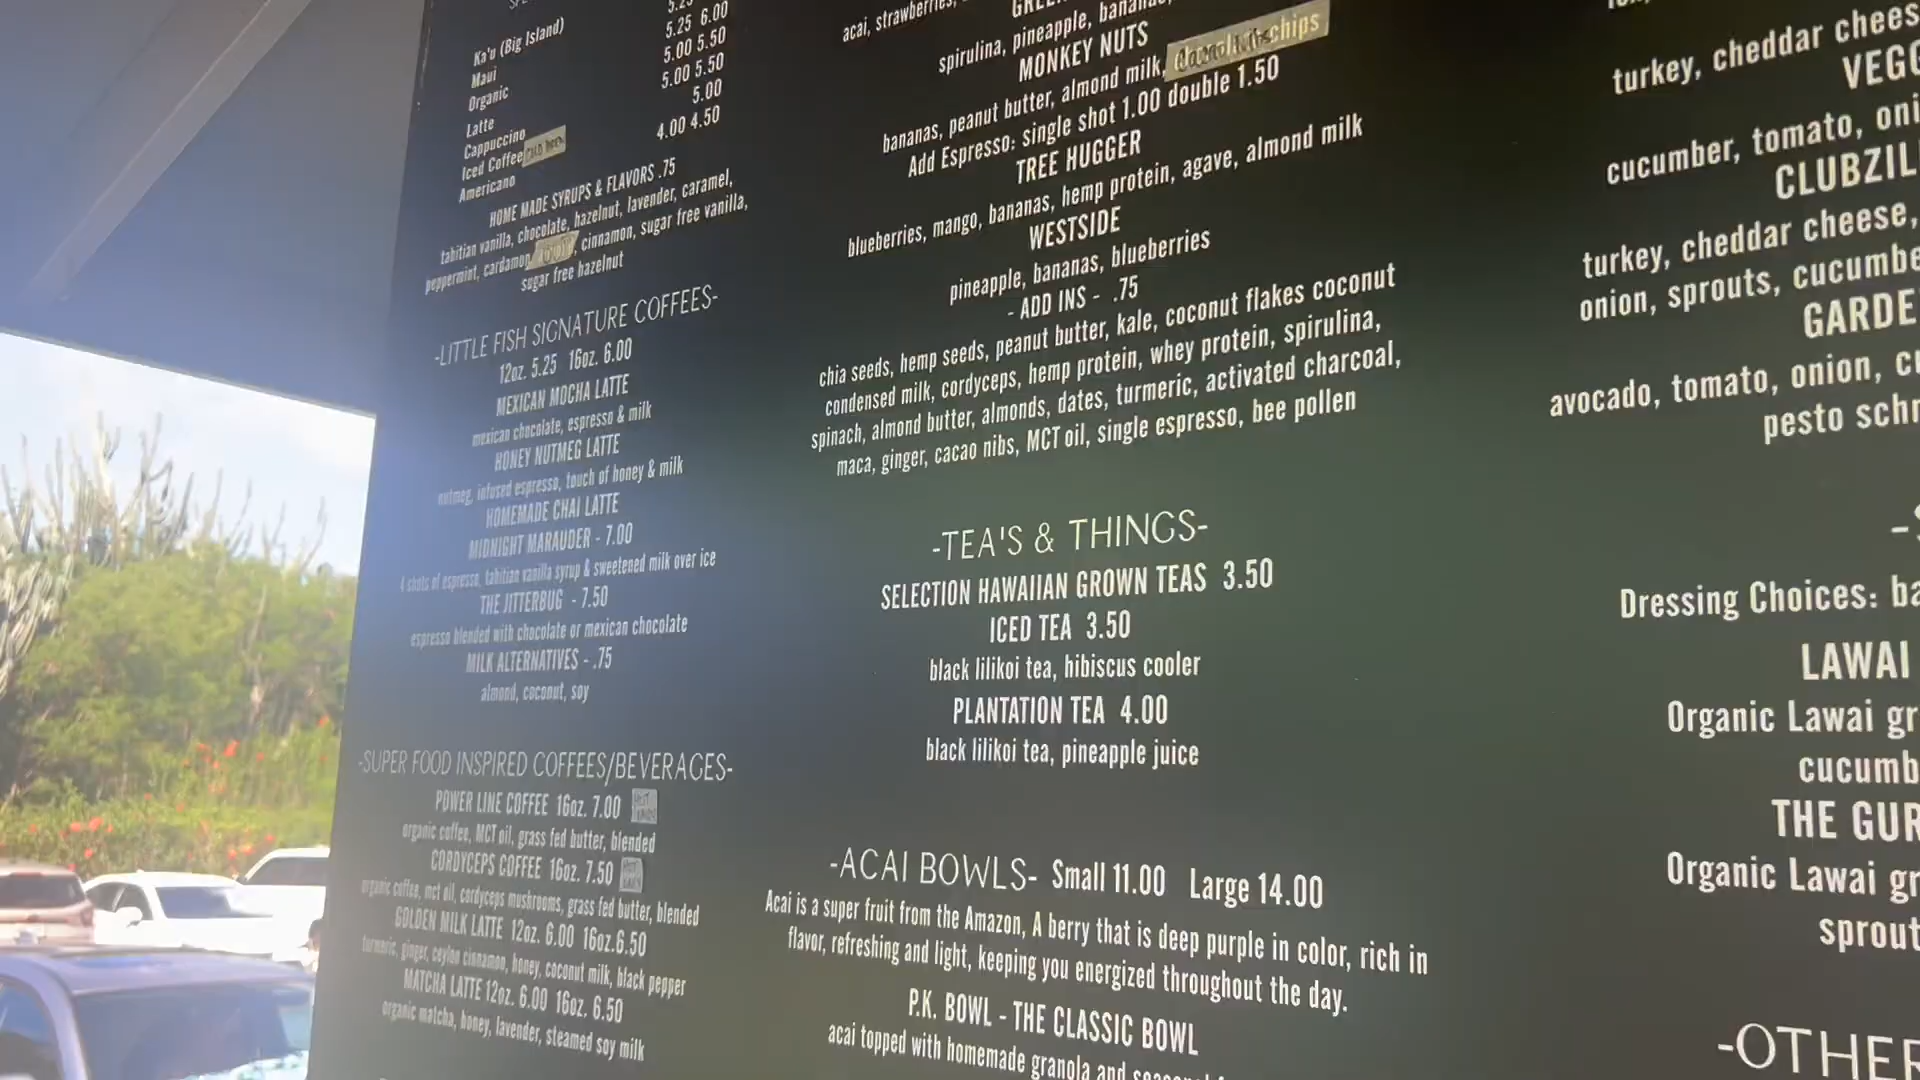 5.25 6.00
Ka'u (Big Island) 5.00 5.50
Maui 5.00 5.50
Organic 5.00
Latte 4.00 4.50
Cappuccino
Iced Coffee
Americano
HOME MADE SYRUPS & FLAVORS .75
tahitian vanilla, chocolate, hazelnut, lavender, caramel,
peppermint, cardamon, cinnamon, sugar free vanilla,
sugar free hazelnut
-LITTLE FISH SIGNATURE COFFEES-
12oz. 5.25 16oz. 6.00
MEXICAN MOCHA LATTE
mexican chocolate, espresso & milk
HONEY NUTMEG LATTE
nutmeg, infused espresso, touch of honey & milk
HOMEMADE CHAI LATTE
MIDNIGHT MARAUDER - 7.00
4 shots of espresso, tahitian vanilla syrup & sweetened milk over ice
THE JITTERBUG - 7.50
espresso blended with chocolate or mexican chocolate
MILK ALTERNATIVES - .75
almond, coconut, soy
-SUPER FOOD INSPIRED COFFEES/BEVERAGES-
POWER LINE COFFEE 16oz. 7.00
organic coffee, MCT oil, grass fed butter, blended
CORDYCEPS COFFEE 16oz. 7.50
organic coffee, mct oil, cordyceps mushrooms, grass fed butter, blended
GOLDEN MILK LATTE 12oz. 6.00 16oz.6.50
turmeric, ginger, ceylon cinnamon, honey, coconut milk, black pepper
MATCHA LATTE 12oz. 6.00 16oz. 6.50
organic matcha, honey, lavender, steamed soy milk
acai, strawberries,
spirulina, pineapple,
MONKEY NUTS
bananas, peanut butter, almond milk, chips
Add Espresso: single shot 1.00 double 1.50
TREE HUGGER
blueberries, mango, bananas, hemp protein, agave, almond milk
WESTSIDE
pineapple, bananas, blueberries
- ADD INS - .75
chia seeds, hemp seeds, peanut butter, kale, coconut flakes coconut
condensed milk, cordyceps, hemp protein, whey protein, spirulina,
spinach, almond butter, almonds, dates, turmeric, activated charcoal,
maca, ginger, cacao nibs, MCT oil, single espresso, bee pollen
-TEA'S & THINGS-
SELECTION HAWAIIAN GROWN TEAS 3.50
ICED TEA 3.50
black lilikoi tea, hibiscus cooler
PLANTATION TEA 4.00
black lilikoi tea, pineapple juice
-ACAI BOWLS- Small 11.00 Large 14.00
Acai is a super fruit from the Amazon, A berry that is deep purple in color, rich in
flavor, refreshing and light, keeping you energized throughout the day.
P.K. BOWL - THE CLASSIC BOWL
acai topped with homemade granola and
turkey, cheddar chees
VEGG
cucumber, tomato, oni
CLUBZIL
turkey, cheddar cheese,
onion, sprouts, cucumbe
GARDE
avocado, tomato, onion, cu
pesto schm
Dressing Choices: ba
LAWAI
Organic Lawai gr
cucumb
THE GUR
Organic Lawai gr
sprout
-OTHER